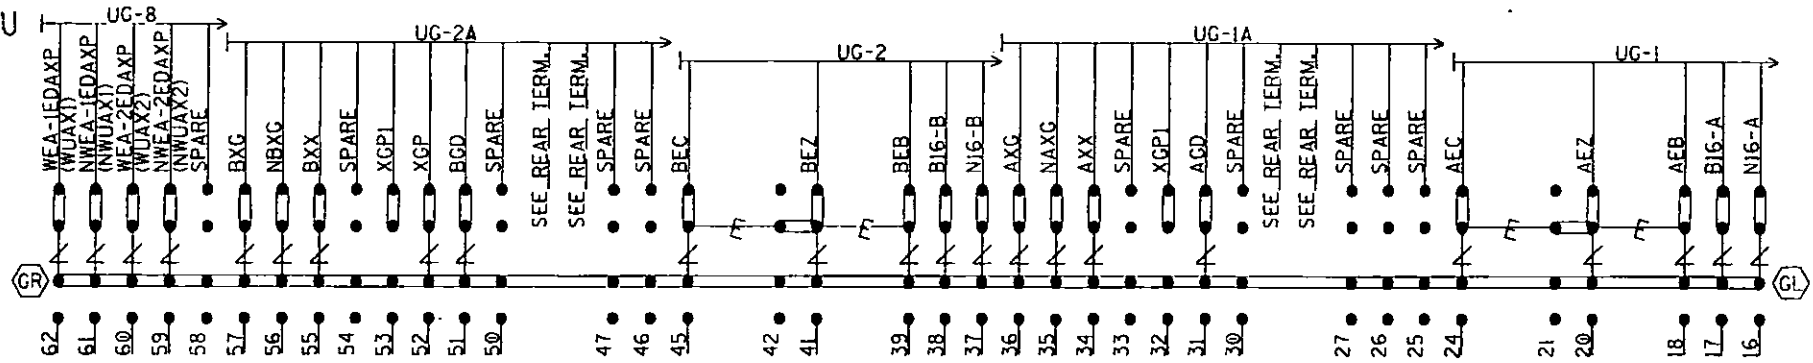 U
UG-8
UG-2A
UG-2
UG-1A
UG-1
WEA-1EDAXP
(WUAX1)
NWEA-1EDAXP
(NWUAX1)
WEA-2EDAXP
(WUAX2)
NWEA-2EDAXP
(NWUAX2)
SPARE
BXG
NBXG
BXX
SPARE
XGP1
XGP
BGD
SPARE
SEE REAR TERM.
SEE REAR TERM.
SPARE
SPARE
BEC
BEZ
BEB
B16-B
N16-B
AXG
NAXG
AXX
SPARE
XGP1
AGD
SPARE
SEE REAR TERM.
SEE REAR TERM.
SPARE
SPARE
SPARE
AEC
AEZ
AEB
B16-A
N16-A
E
E
E
E
GR
GL
62
61
60
59
58
57
56
55
54
53
52
51
50
47
46
45
42
41
39
38
37
36
35
34
33
32
31
30
27
26
25
24
21
20
18
17
16